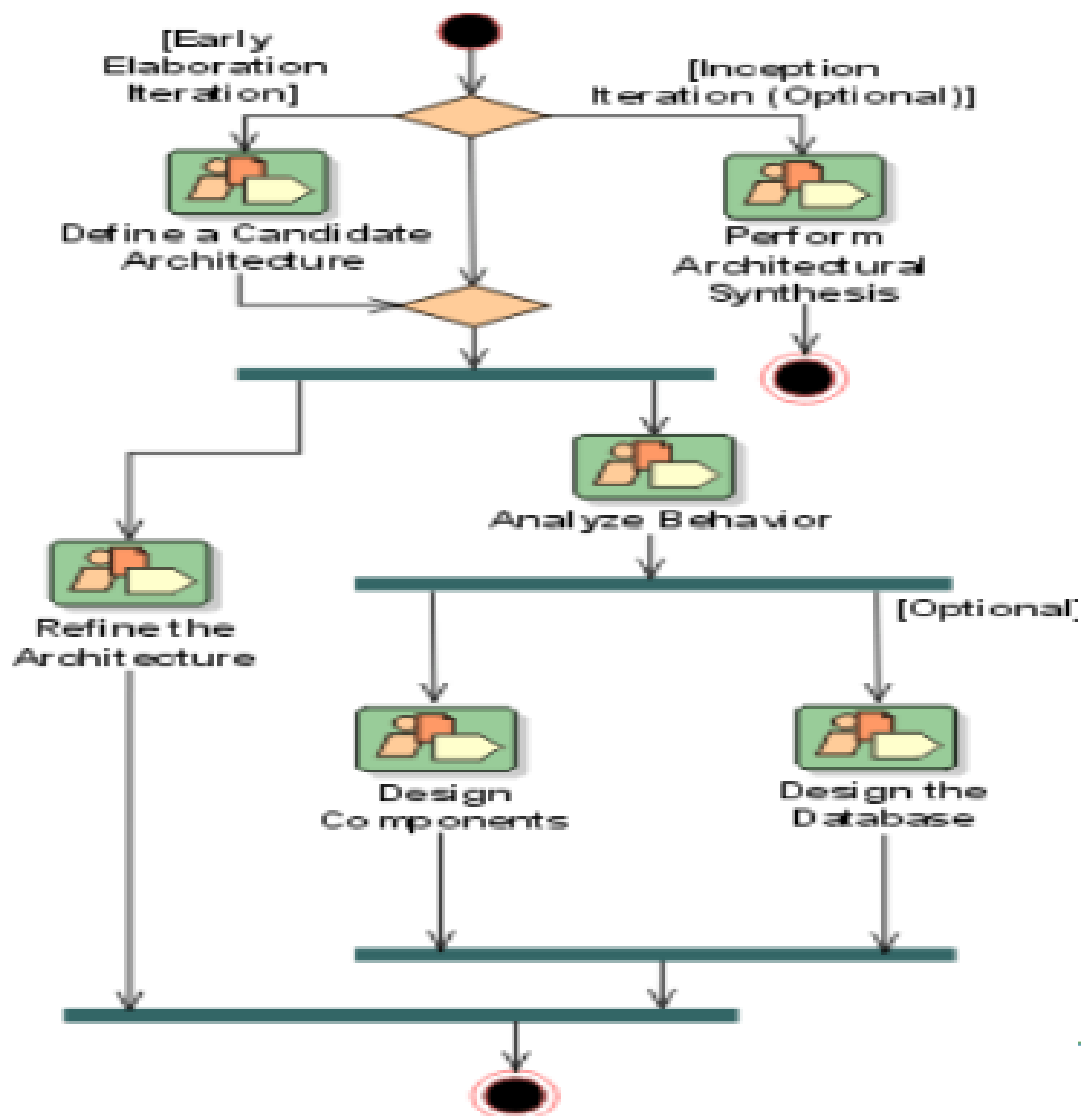 [Early
Elaboration
Iteration]
[Inception
Iteration (Optional)]
Define a Candidate
Architecture
Perform
Architectural
Synthesis
Analyze Behavior
[Optional]
Refine the
Architecture
Design
Components
Design the
Database